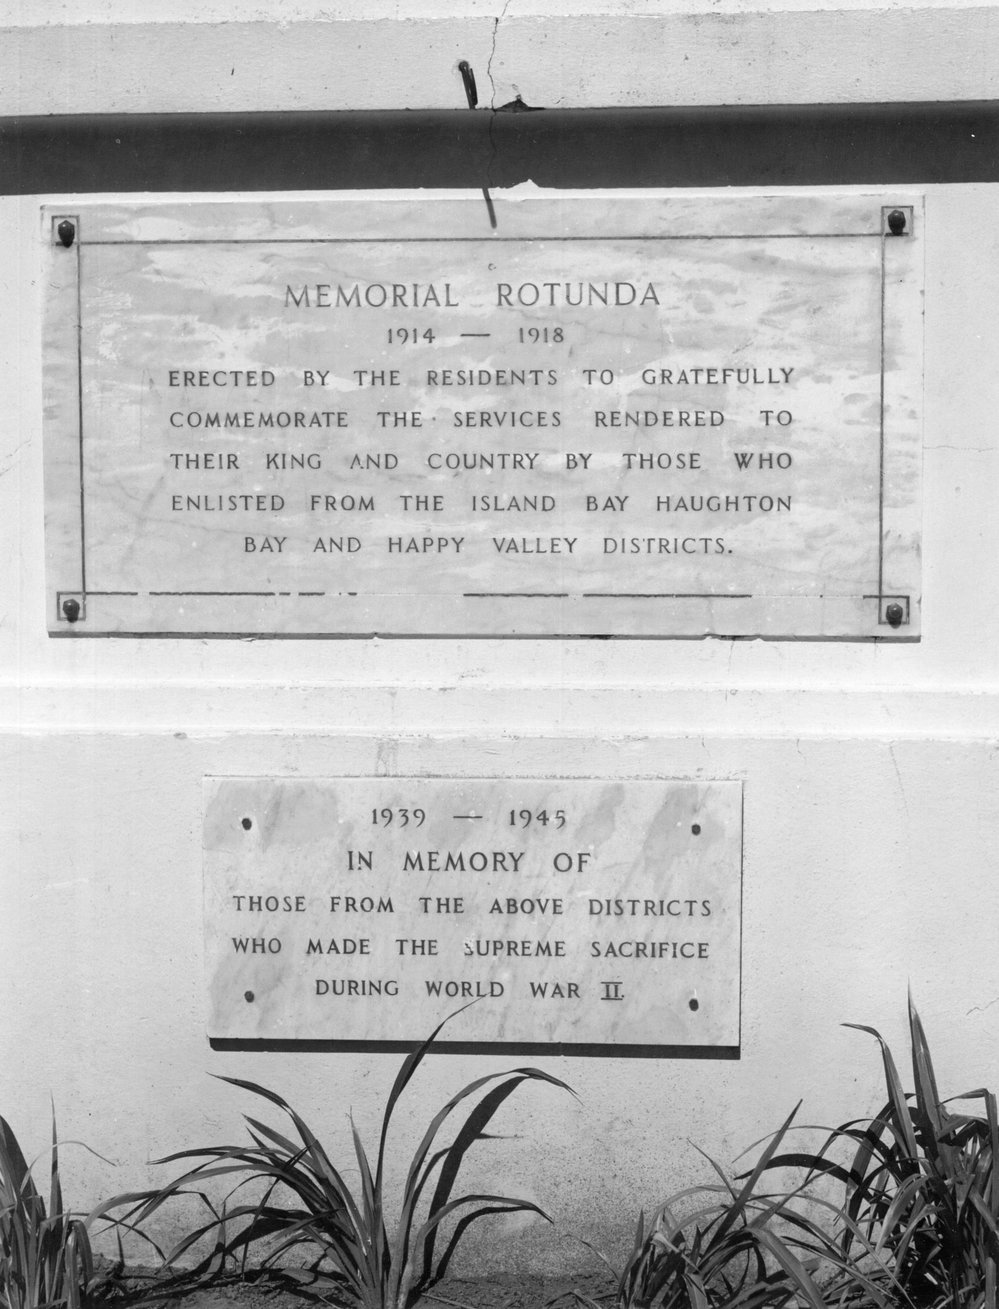 MEMORIAL ROTUNDA
1914 — 1918
ERECTED BY THE RESIDENTS TO GRATEFULLY
COMMEMORATE THE SERVICES RENDERED TO
THEIR KING AND COUNTRY BY THOSE WHO
ENLISTED FROM THE ISLAND BAY HAUGHTON
BAY AND HAPPY VALLEY DISTRICTS.
1939 — 1945
IN MEMORY OF
THOSE FROM THE ABOVE DISTRICTS
WHO MADE THE SUPREME SACRIFICE
DURING WORLD WAR II.